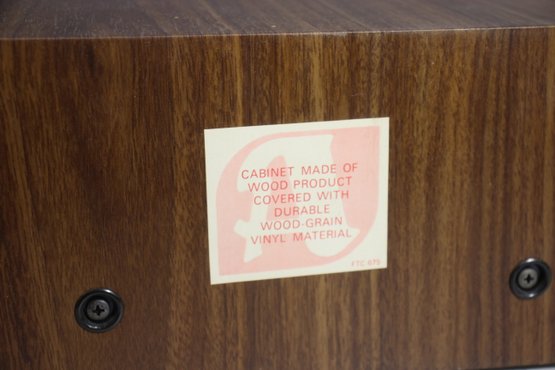 CABINET MADE OF
WOOD PRODUCT
COVERED WITH
DURABLE
WOOD-GRAIN
VINYL MATERIAL
FTC 075